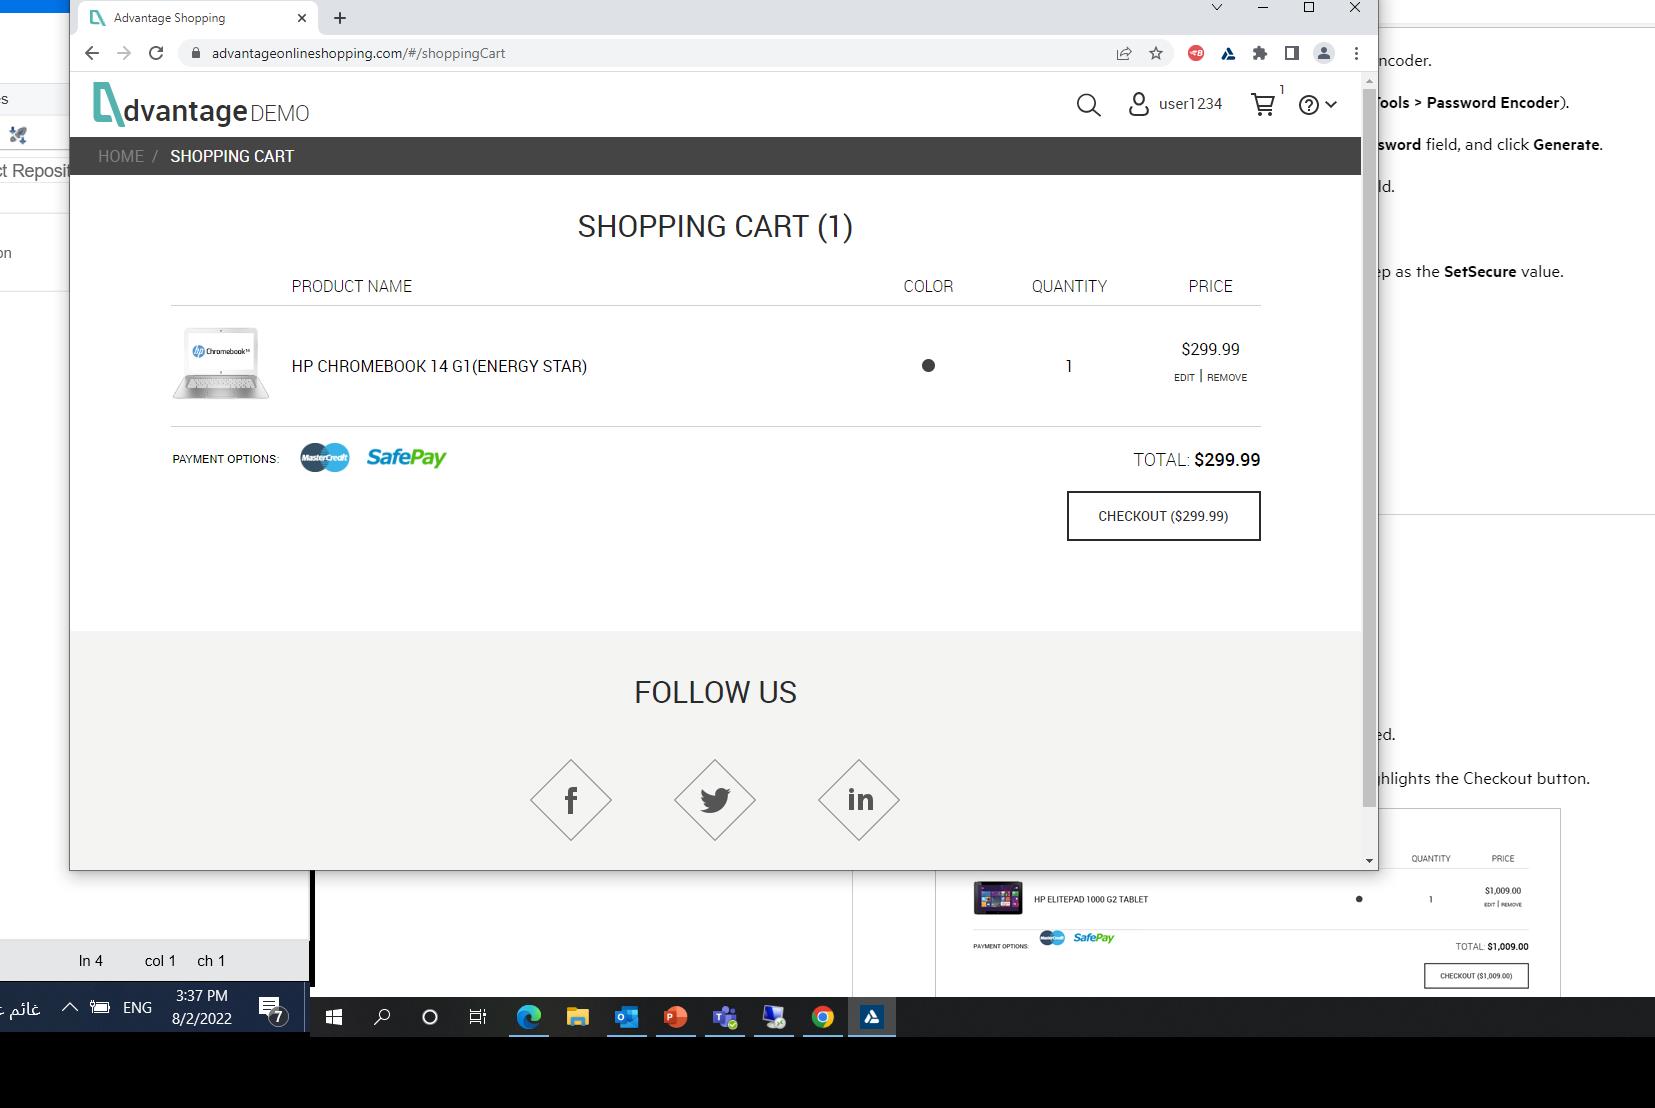 Advantage Shopping
advantageonlineshopping.com/#/shoppingCart
dvantage DEMO
user1234
1
HOME / SHOPPING CART
SHOPPING CART (1)
PRODUCT NAME COLOR QUANTITY PRICE
hp Chromebook 14
HP CHROMEBOOK 14 G1(ENERGY STAR) 1 $299.99
EDIT | REMOVE
PAYMENT OPTIONS: MasterCredit SafePay TOTAL: $299.99
CHECKOUT ($299.99)
FOLLOW US
f
in
s
ct Reposit
on
ncoder.
Tools > Password Encoder).
sword field, and click Generate.
ld.
ep as the SetSecure value.
ed.
ghlights the Checkout button.
QUANTITY PRICE
HP ELITEPAD 1000 G2 TABLET 1 $1,009.00
EDIT | REMOVE
PAYMENT OPTIONS: MasterCredit SafePay TOTAL: $1,009.00
CHECKOUT ($1,009.00)
ln 4 col 1 ch 1
غائم
ENG
3:37 PM
8/2/2022
7